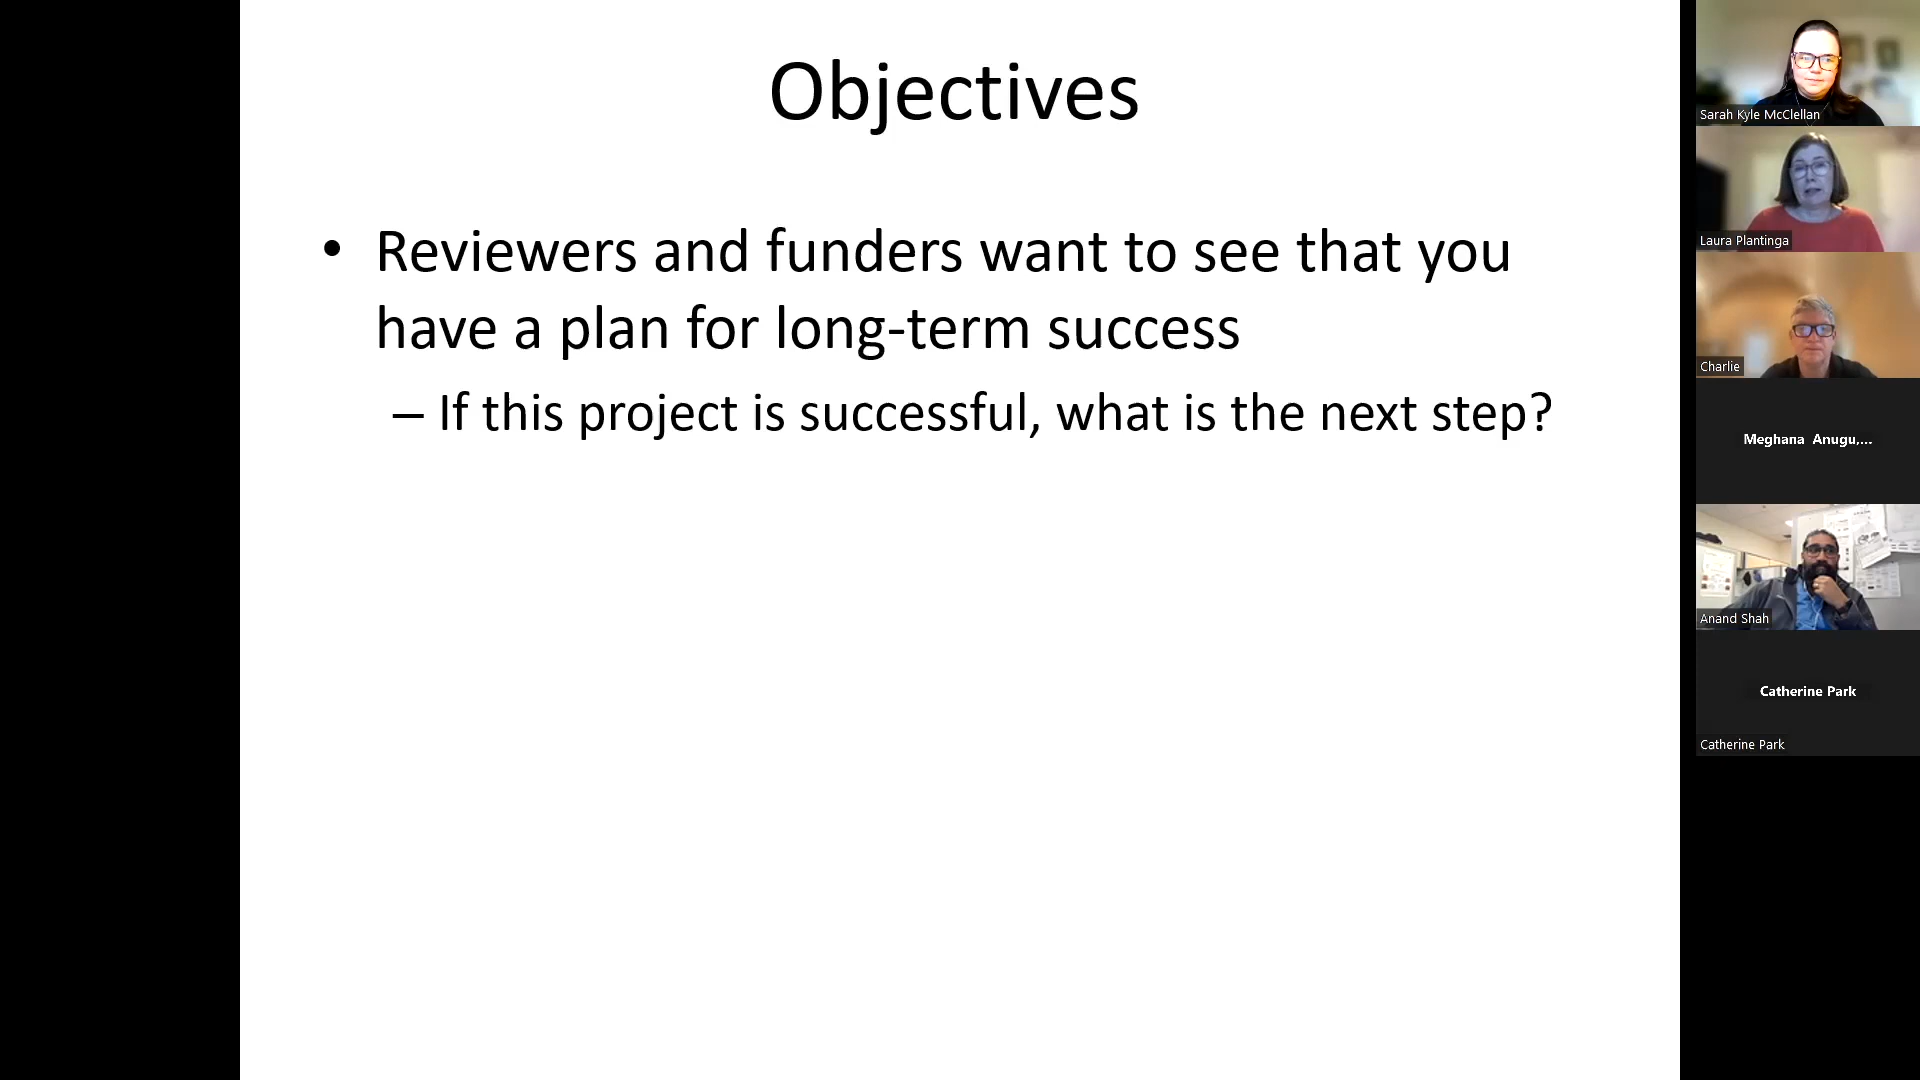 Objectives
• Reviewers and funders want to see that you
have a plan for long-term success
– If this project is successful, what is the next step?
Sarah Kyle McClellan
Laura Plantinga
Charlie
Meghana Anugu,...
Anand Shah
Catherine Park
Catherine Park